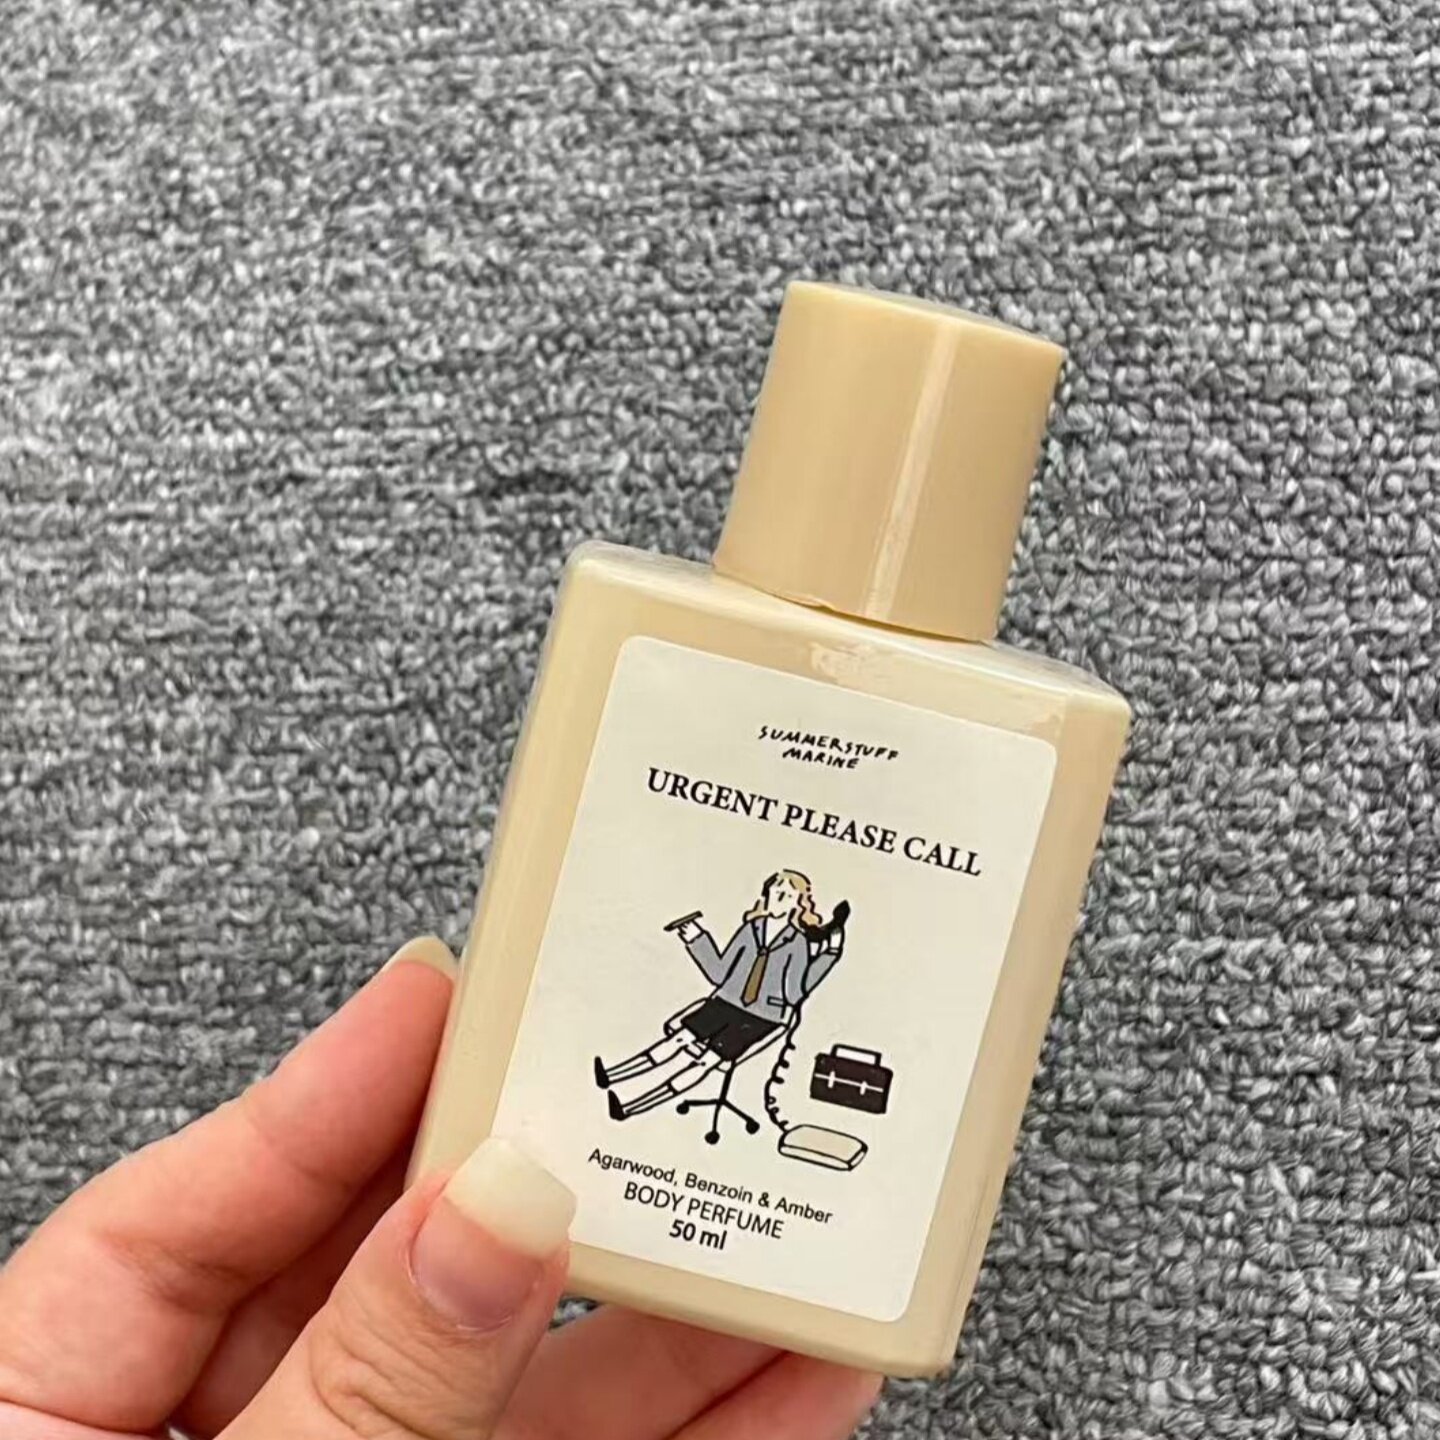 SUMMERSTUFF
MARINE
URGENT PLEASE CALL
Agarwood, Benzoin & Amber
BODY PERFUME
50 ml